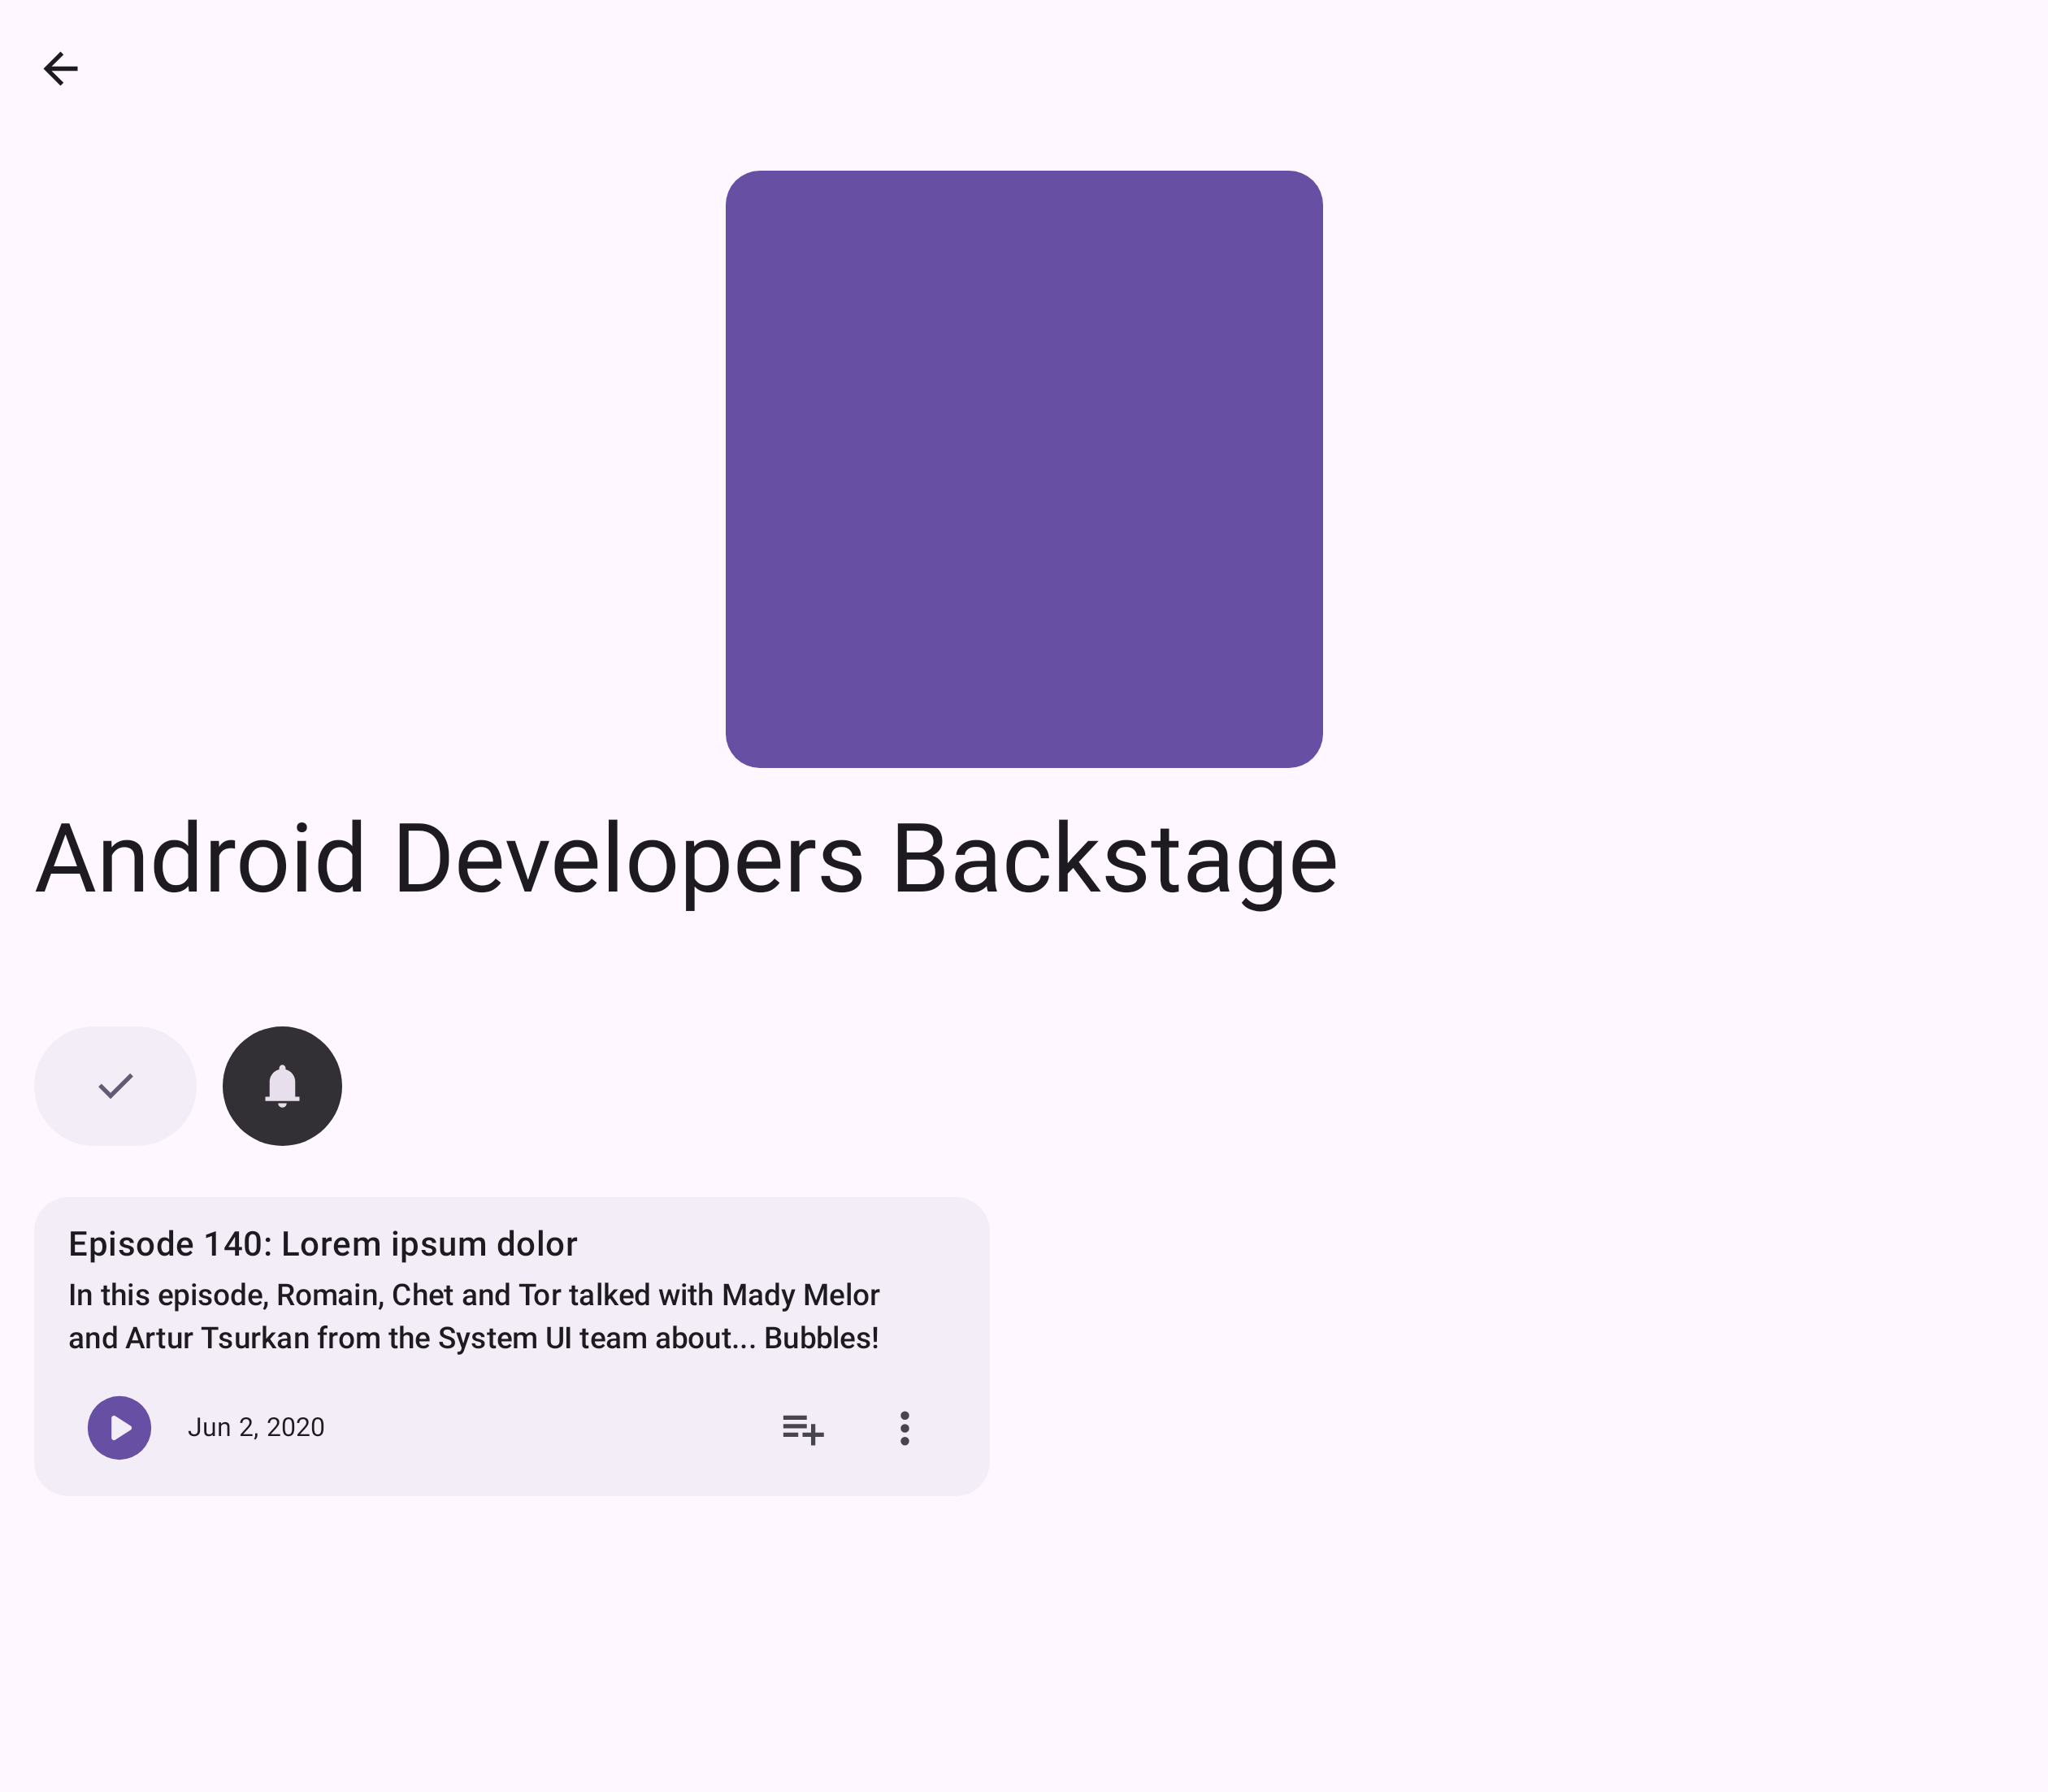 Android Developers Backstage
Episode 140: Lorem ipsum dolor
In this episode, Romain, Chet and Tor talked with Mady Melor
and Artur Tsurkan from the System UI team about... Bubbles!
Jun 2, 2020